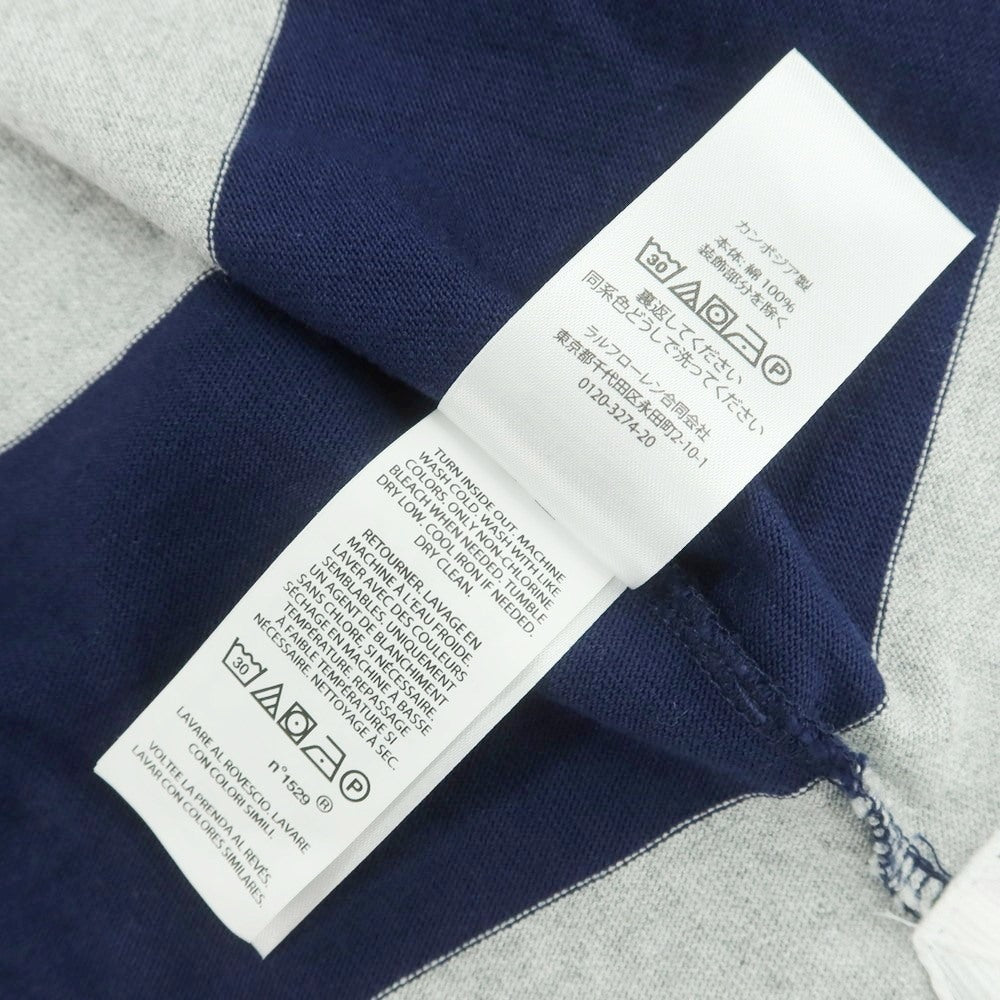 カンボジア製
本体: 綿 100%
装飾部分を除く
30 P
裏返してください
同系色どうしで洗ってください
ラルフローレン合同会社
東京都千代田区永田町2-10-1
0120-3274-20
TURN INSIDE OUT. MACHINE
WASH COLD. WASH WITH LIKE
COLORS, ONLY NON-CHLORINE
BLEACH WHEN NEEDED. TUMBLE
DRY LOW. COOL IRON IF NEEDED.
DRY CLEAN.
RETOURNER, LAVAGE EN
MACHINE À L'EAU FROIDE.
LAVER AVEC DES COULEURS
SEMBLABLES, UNIQUEMENT
UN AGENT DE BLANCHIMENT
SANS CHLORE, SI NÉCESSAIRE.
SÉCHAGE EN MACHINE À BASSE
TEMPÉRATURE. REPASSAGE
À FAIBLE TEMPÉRATURE SI
NÉCESSAIRE. NETTOYAGE À SEC.
30 P
n°1529 ®
LAVARE AL ROVESCIO. LAVARE
CON COLORI SIMILI.
VOLTEE LA PRENDA AL REVÉS.
LAVAR CON COLORES SIMILARES.